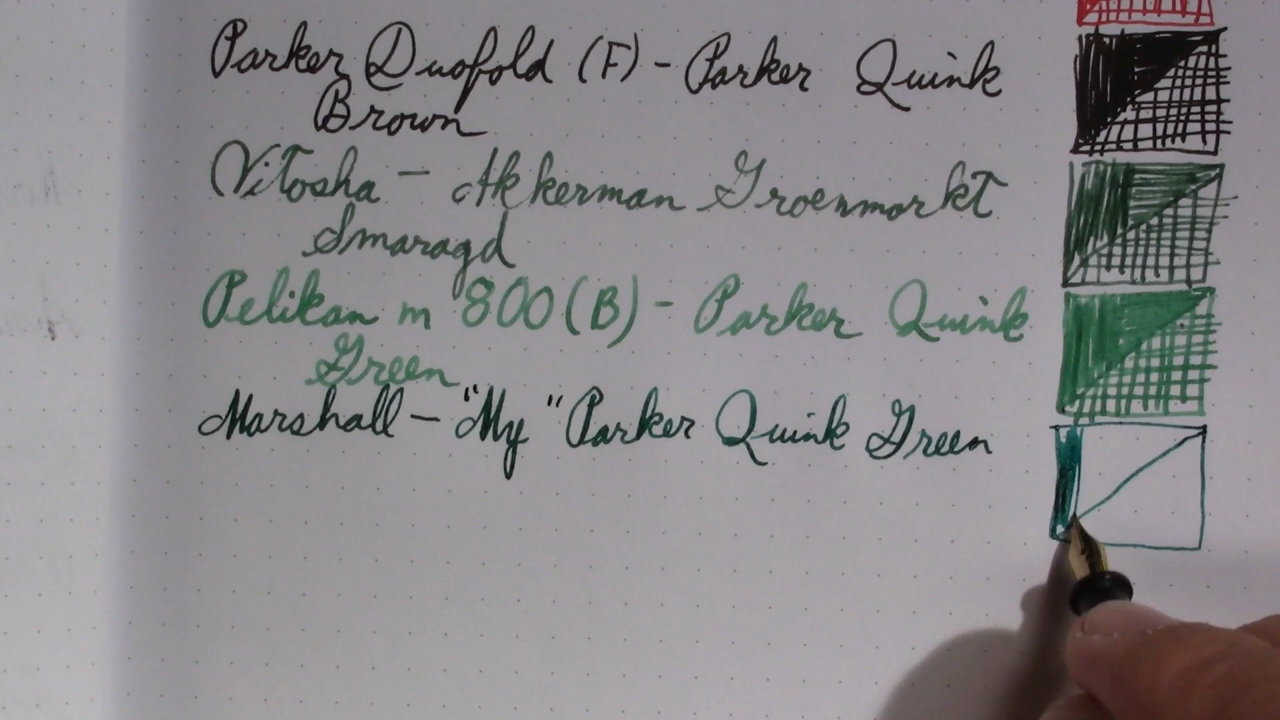 Parker Duofold (F) - Parker Quink
Brown
Vitosha - Akkerman Groenmarkt
Smaragd
Pelikan m 800 (B) - Parker Quink
Green
Marshall - "My" Parker Quink Green